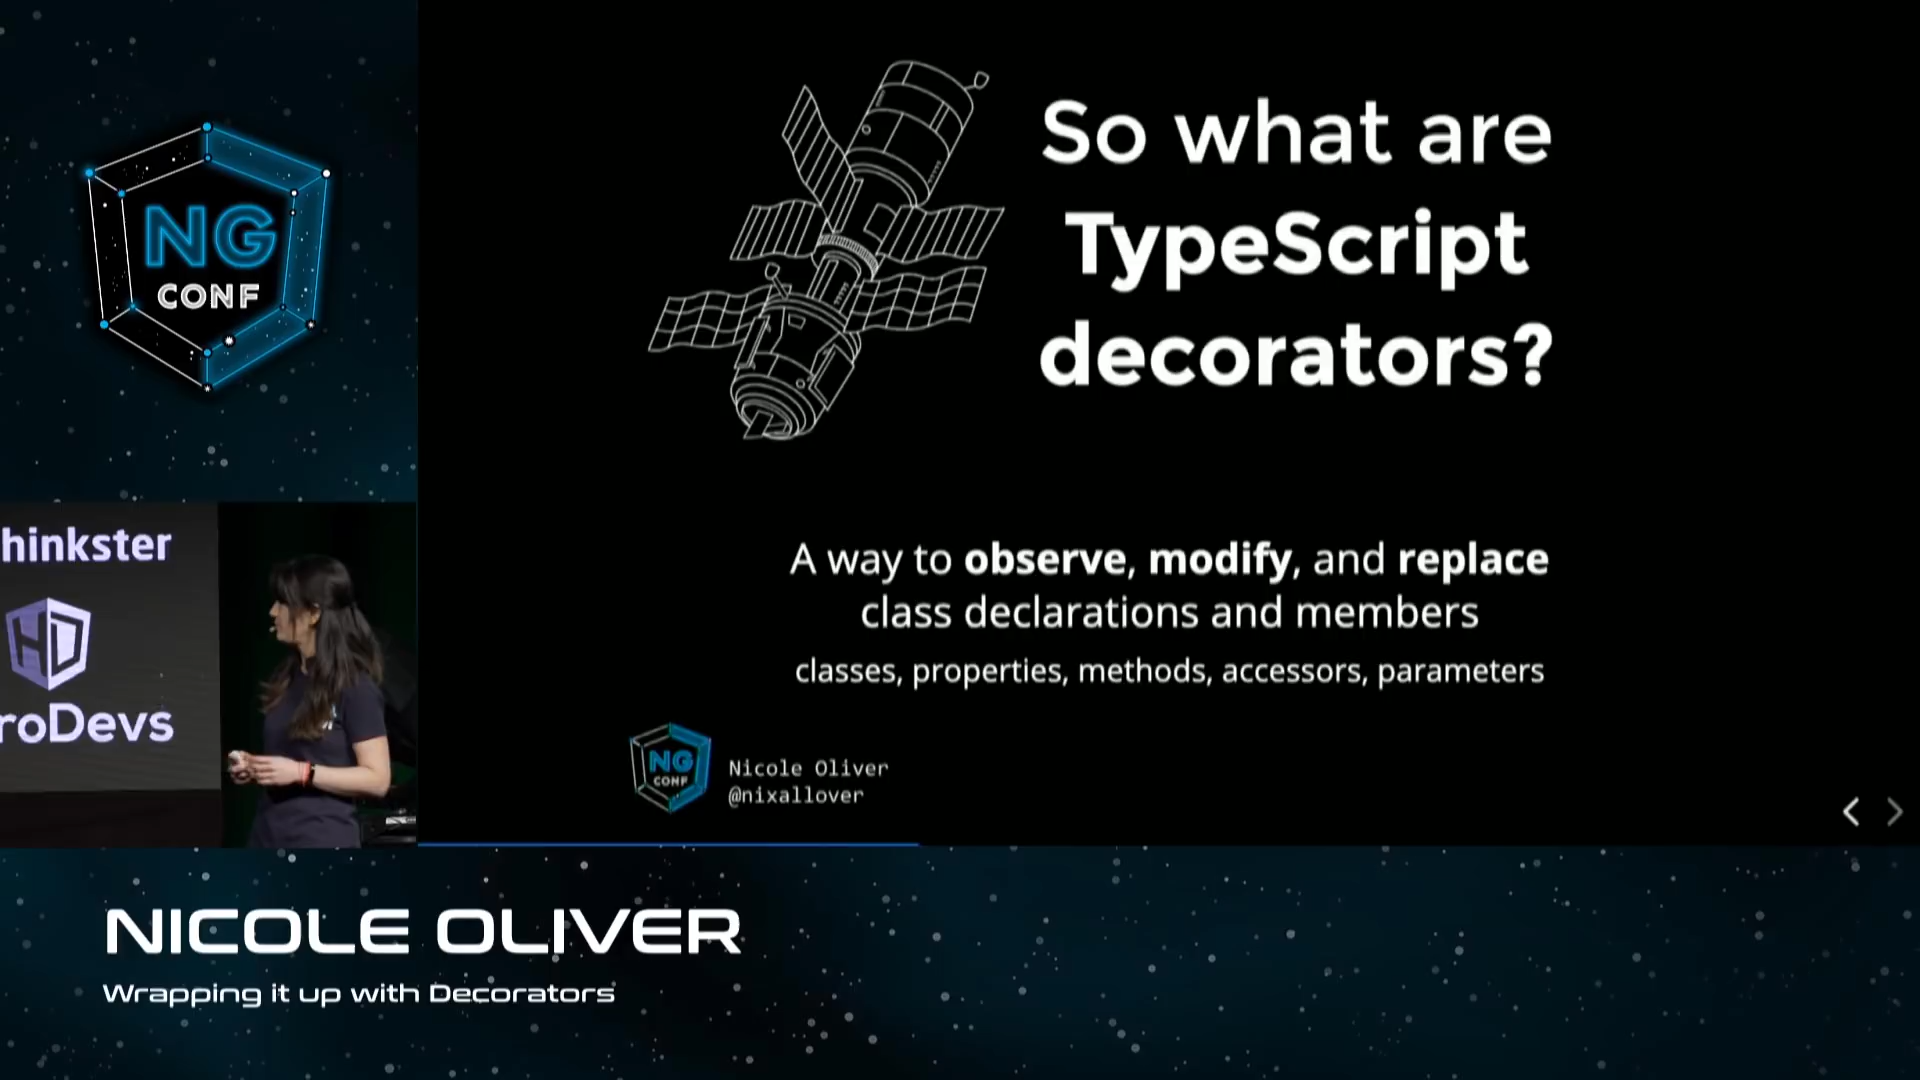 NG
CONF
So what are
TypeScript
decorators?
A way to observe, modify, and replace
class declarations and members
classes, properties, methods, accessors, parameters
NG
CONF
Nicole Oliver
@nixallover
hinkster
HD
roDevs
NICOLE OLIVER
Wrapping it up with Decorators